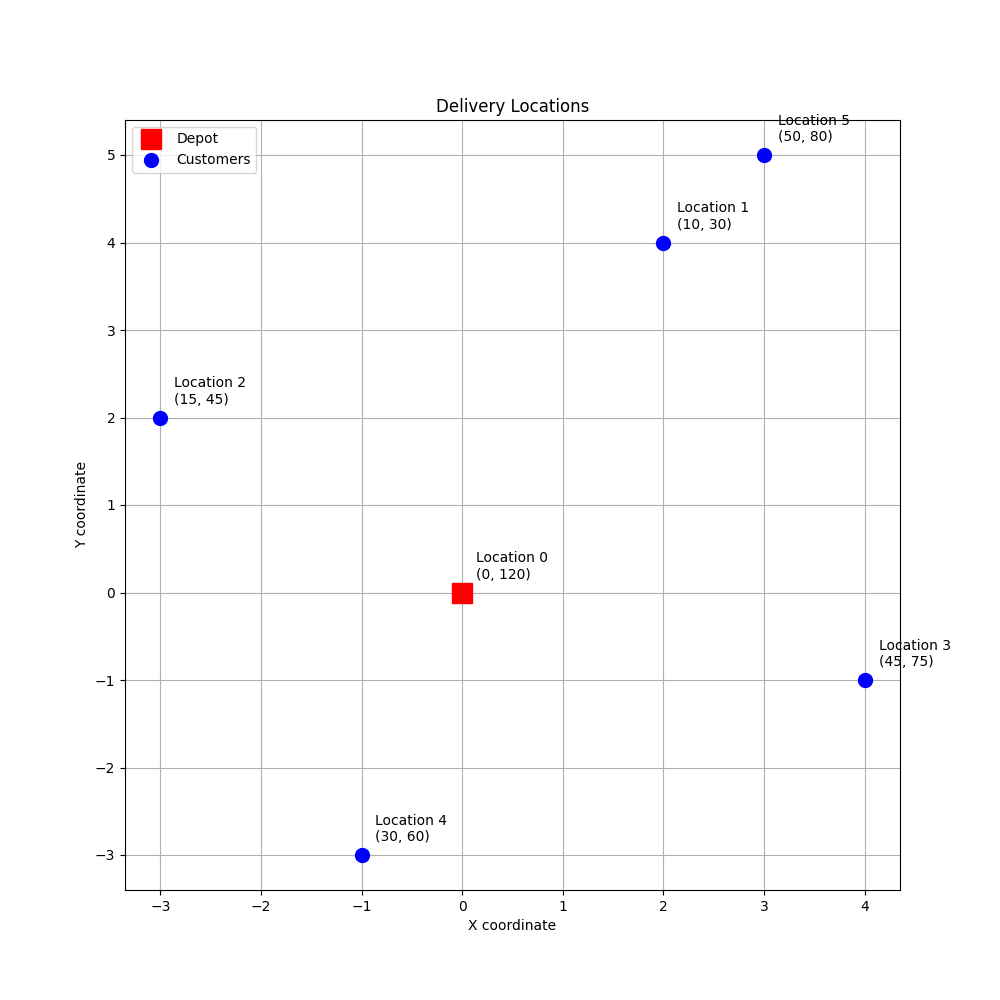 Delivery Locations
Depot
Customers
Location 5
(50, 80)
Location 1
(10, 30)
Location 2
(15, 45)
Location 0
(0, 120)
Location 3
(45, 75)
Location 4
(30, 60)
5
4
3
2
1
0
−1
−2
−3
Y coordinate
−3
−2
−1
0
1
2
3
4
X coordinate